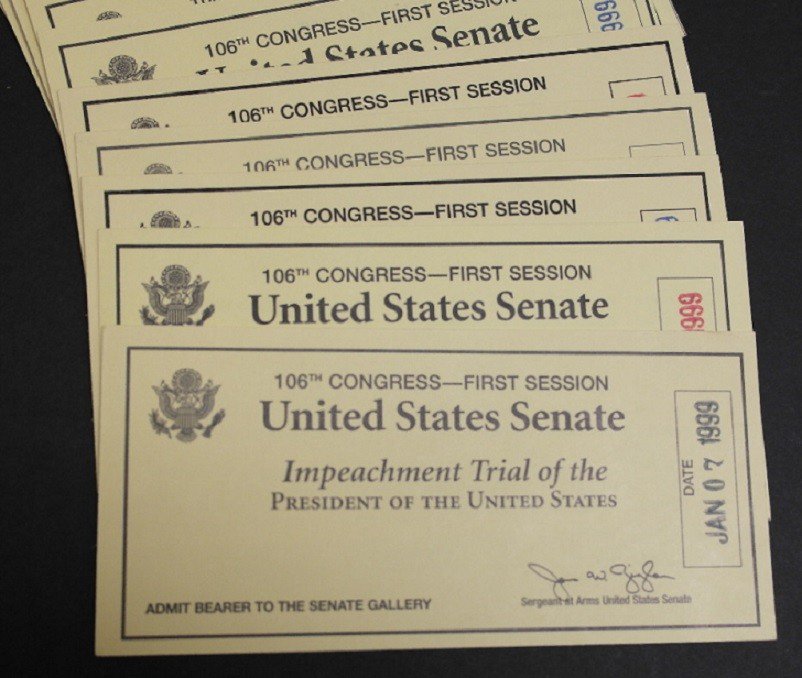 106TH CONGRESS—FIRST SESSION
United States Senate
106TH CONGRESS—FIRST SESSION
106TH CONGRESS—FIRST SESSION
106TH CONGRESS—FIRST SESSION
106TH CONGRESS—FIRST SESSION
United States Senate
1999
106TH CONGRESS—FIRST SESSION
United States Senate
Impeachment Trial of the
PRESIDENT OF THE UNITED STATES
DATE
JAN 07 1999
ADMIT BEARER TO THE SENATE GALLERY
Sergeant at Arms United States Senate